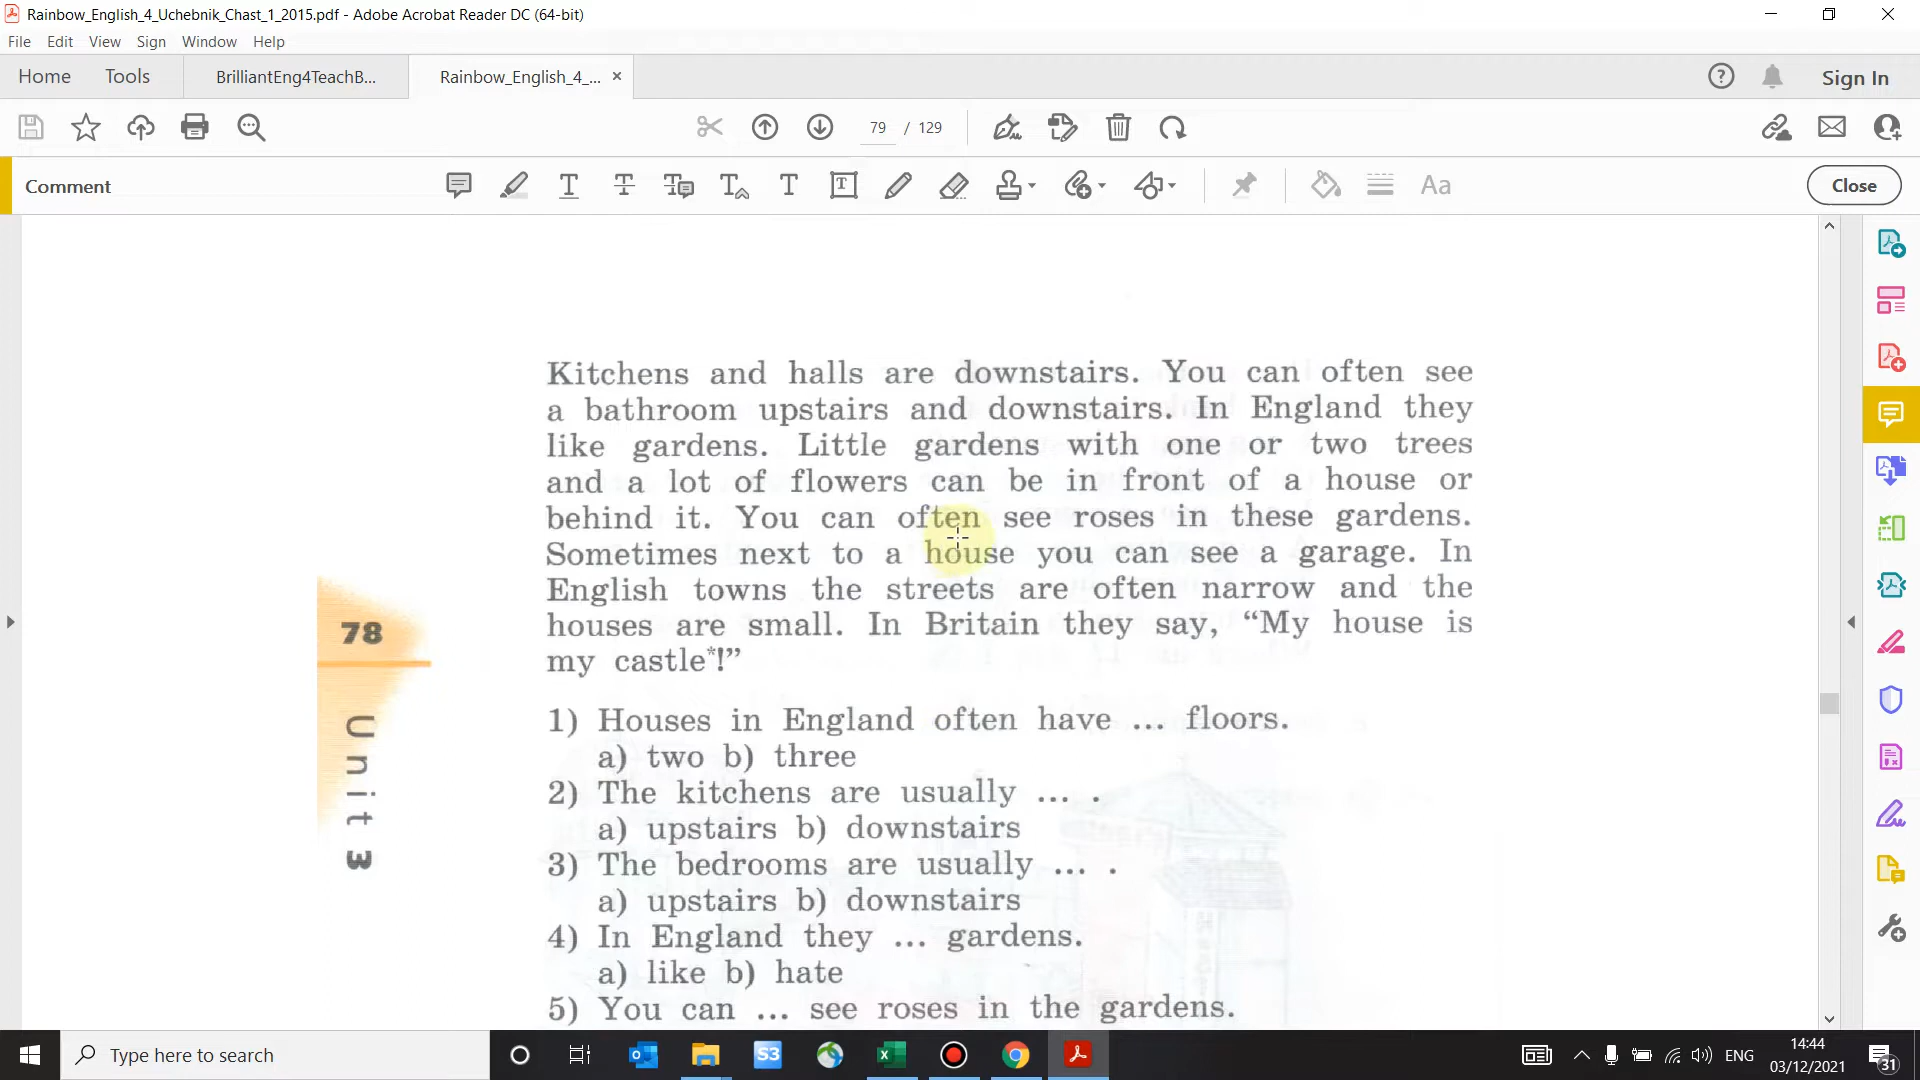 Rainbow_English_4_Uchebnik_Chast_1_2015.pdf - Adobe Acrobat Reader DC (64-bit)
File Edit View Sign Window Help
Home Tools BrilliantEng4TeachB... Rainbow_English_4_... × Sign In
79 / 129
Comment Close
Kitchens and halls are downstairs. You can often see
a bathroom upstairs and downstairs. In England they
like gardens. Little gardens with one or two trees
and a lot of flowers can be in front of a house or
behind it. You can often see roses in these gardens.
Sometimes next to a house you can see a garage. In
English towns the streets are often narrow and the
houses are small. In Britain they say, “My house is
my castle*!”
78
Unit 3
1) Houses in England often have ... floors.
a) two b) three
2) The kitchens are usually ... .
a) upstairs b) downstairs
3) The bedrooms are usually ... .
a) upstairs b) downstairs
4) In England they ... gardens.
a) like b) hate
5) You can ... see roses in the gardens.
Type here to search
ENG
14:44
03/12/2021
31